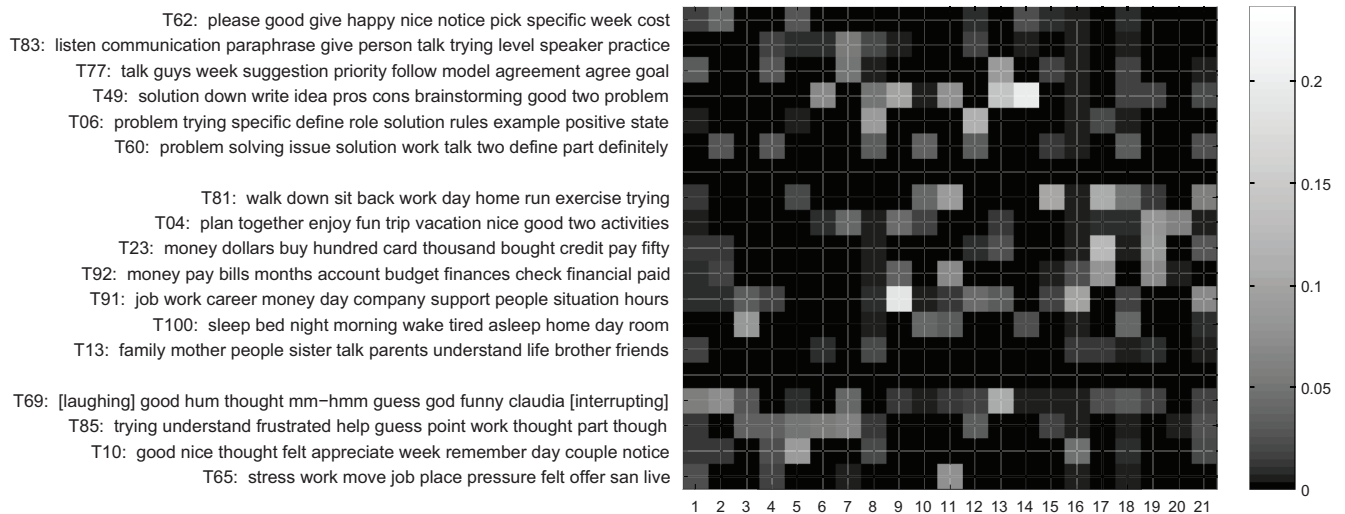 T62: please good give happy nice notice pick specific week cost
T83: listen communication paraphrase give person talk trying level speaker practice
T77: talk guys week suggestion priority follow model agreement agree goal
T49: solution down write idea pros cons brainstorming good two problem
T06: problem trying specific define role solution rules example positive state
T60: problem solving issue solution work talk two define part definitely
T81: walk down sit back work day home run exercise trying
T04: plan together enjoy fun trip vacation nice good two activities
T23: money dollars buy hundred card thousand bought credit pay fifty
T92: money pay bills months account budget finances check financial paid
T91: job work career money day company support people situation hours
T100: sleep bed night morning wake tired asleep home day room
T13: family mother people sister talk parents understand life brother friends
T69: [laughing] good hum thought mm−hmm guess god funny claudia [interrupting]
T85: trying understand frustrated help guess point work thought part though
T10: good nice thought felt appreciate week remember day couple notice
T65: stress work move job place pressure felt offer san live
1 2 3 4 5 6 7 8 9 10 11 12 13 14 15 16 17 18 19 20 21
0.2
0.15
0.1
0.05
0